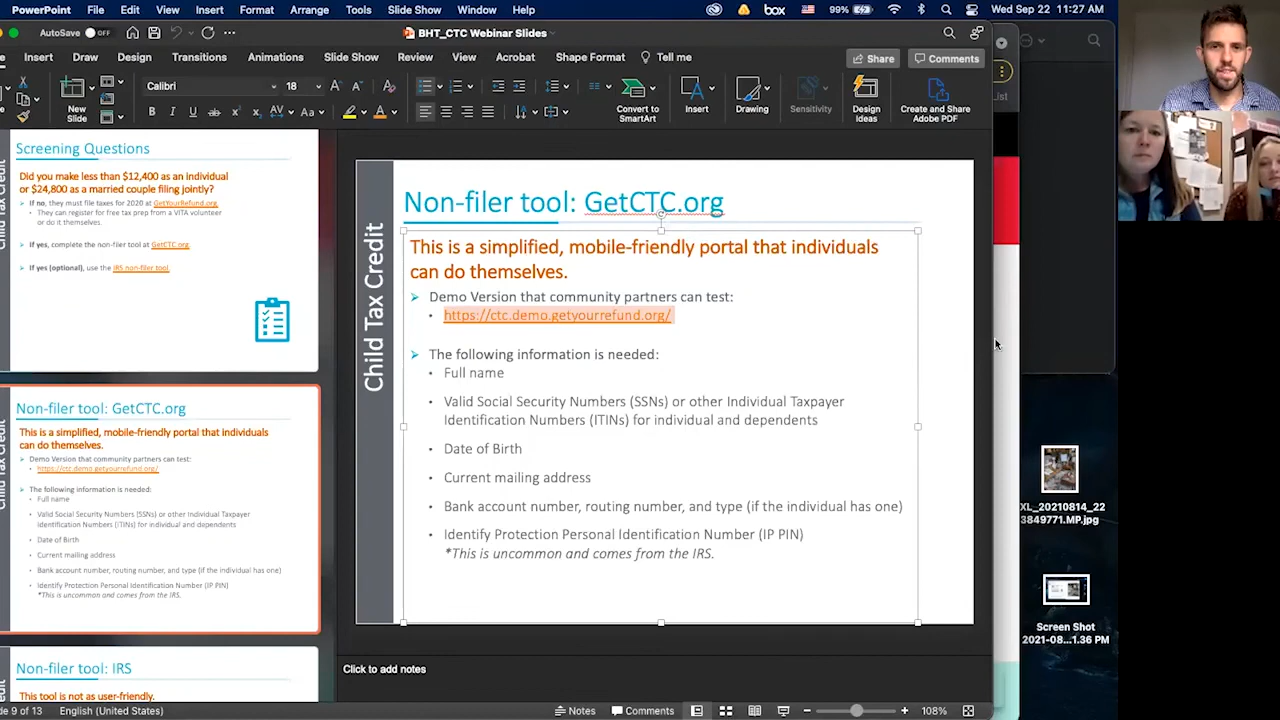 PowerPoint File Edit View Insert Format Arrange Tools Slide Show Window Help box 99% Wed Sep 22 11:27 AM
AutoSave OFF BHT_CTC Webinar Slides
Insert Draw Design Transitions Animations Slide Show Review View Acrobat Shape Format Tell me Share Comments
New
Slide
Calibri 18
Convert to
SmartArt
Insert
Drawing
Sensitivity
Design
Ideas
Create and Share
Adobe PDF
Screening Questions
Did you make less than $12,400 as an individual
or $24,800 as a married couple filing jointly?
If no, they must file taxes for 2020 at GetYourRefund.org.
They can register for free tax prep from a VITA volunteer
or do it themselves.
If yes, complete the non-filer tool at GetCTC.org.
If yes (optional), use the IRS non-filer tool.
Non-filer tool: GetCTC.org
This is a simplified, mobile-friendly portal that individuals
can do themselves.
Demo Version that community partners can test:
https://ctc.demo.getyourrefund.org/
The following information is needed:
Full name
Valid Social Security Numbers (SSNs) or other Individual Taxpayer
Identification Numbers (ITINs) for individual and dependents
Date of Birth
Current mailing address
Bank account number, routing number, and type (if the individual has one)
Identify Protection Personal Identification Number (IP PIN)
*This is uncommon and comes from the IRS.
Non-filer tool: IRS
This tool is not as user-friendly.
Child Tax Credit
Non-filer tool: GetCTC.org
This is a simplified, mobile-friendly portal that individuals
can do themselves.
Demo Version that community partners can test:
https://ctc.demo.getyourrefund.org/
The following information is needed:
Full name
Valid Social Security Numbers (SSNs) or other Individual Taxpayer
Identification Numbers (ITINs) for individual and dependents
Date of Birth
Current mailing address
Bank account number, routing number, and type (if the individual has one)
Identify Protection Personal Identification Number (IP PIN)
*This is uncommon and comes from the IRS.
Click to add notes
XL_20210814_22
3849771.MP.jpg
Screen Shot
2021-08...1.36 PM
de 9 of 13 English (United States) Notes Comments 108%